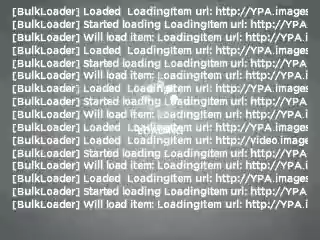 [BulkLoader] Loaded LoadingItem url: http://YPA.images
[BulkLoader] Started loading LoadingItem url: http://YPA
[BulkLoader] Will load item: LoadingItem url: http://YPA.i
[BulkLoader] Loaded LoadingItem url: http://YPA.images
[BulkLoader] Started loading LoadingItem url: http://YPA
[BulkLoader] Will load item: LoadingItem url: http://YPA.i
[BulkLoader] Loaded LoadingItem url: http://YPA.images
[BulkLoader] Started loading LoadingItem url: http://YPA
[BulkLoader] Will load item: LoadingItem url: http://YPA.i
[BulkLoader] Loaded LoadingItem url: http://YPA.images
[BulkLoader] Loaded LoadingItem url: http://video.image
[BulkLoader] Started loading LoadingItem url: http://YPA
[BulkLoader] Will load item: LoadingItem url: http://YPA.i
[BulkLoader] Loaded LoadingItem url: http://YPA.images
[BulkLoader] Started loading LoadingItem url: http://YPA
[BulkLoader] Will load item: LoadingItem url: http://YPA.i